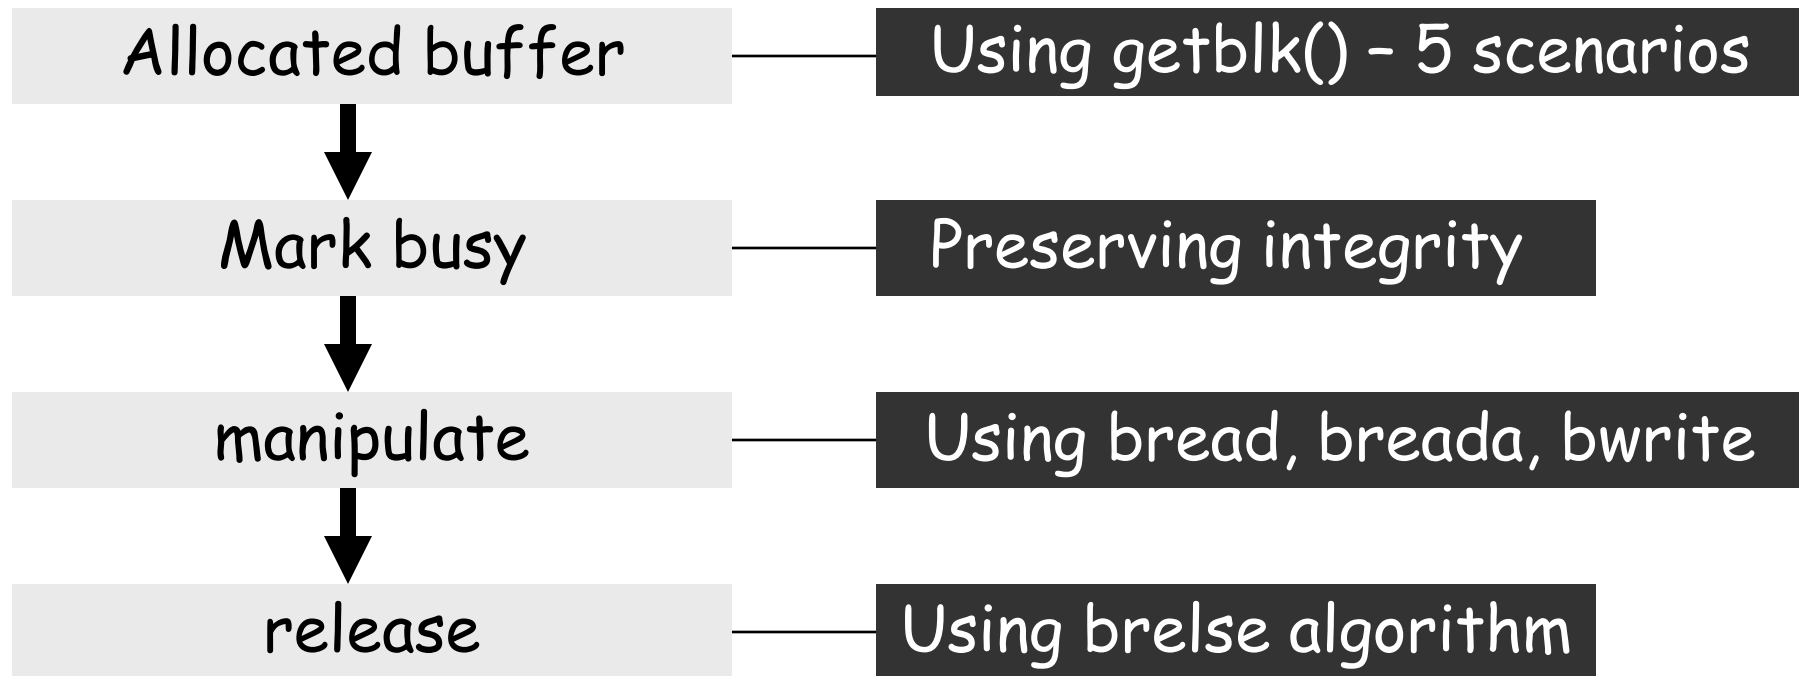 Allocated buffer
Using getblk() – 5 scenarios
Mark busy
Preserving integrity
manipulate
Using bread, breada, bwrite
release
Using brelse algorithm